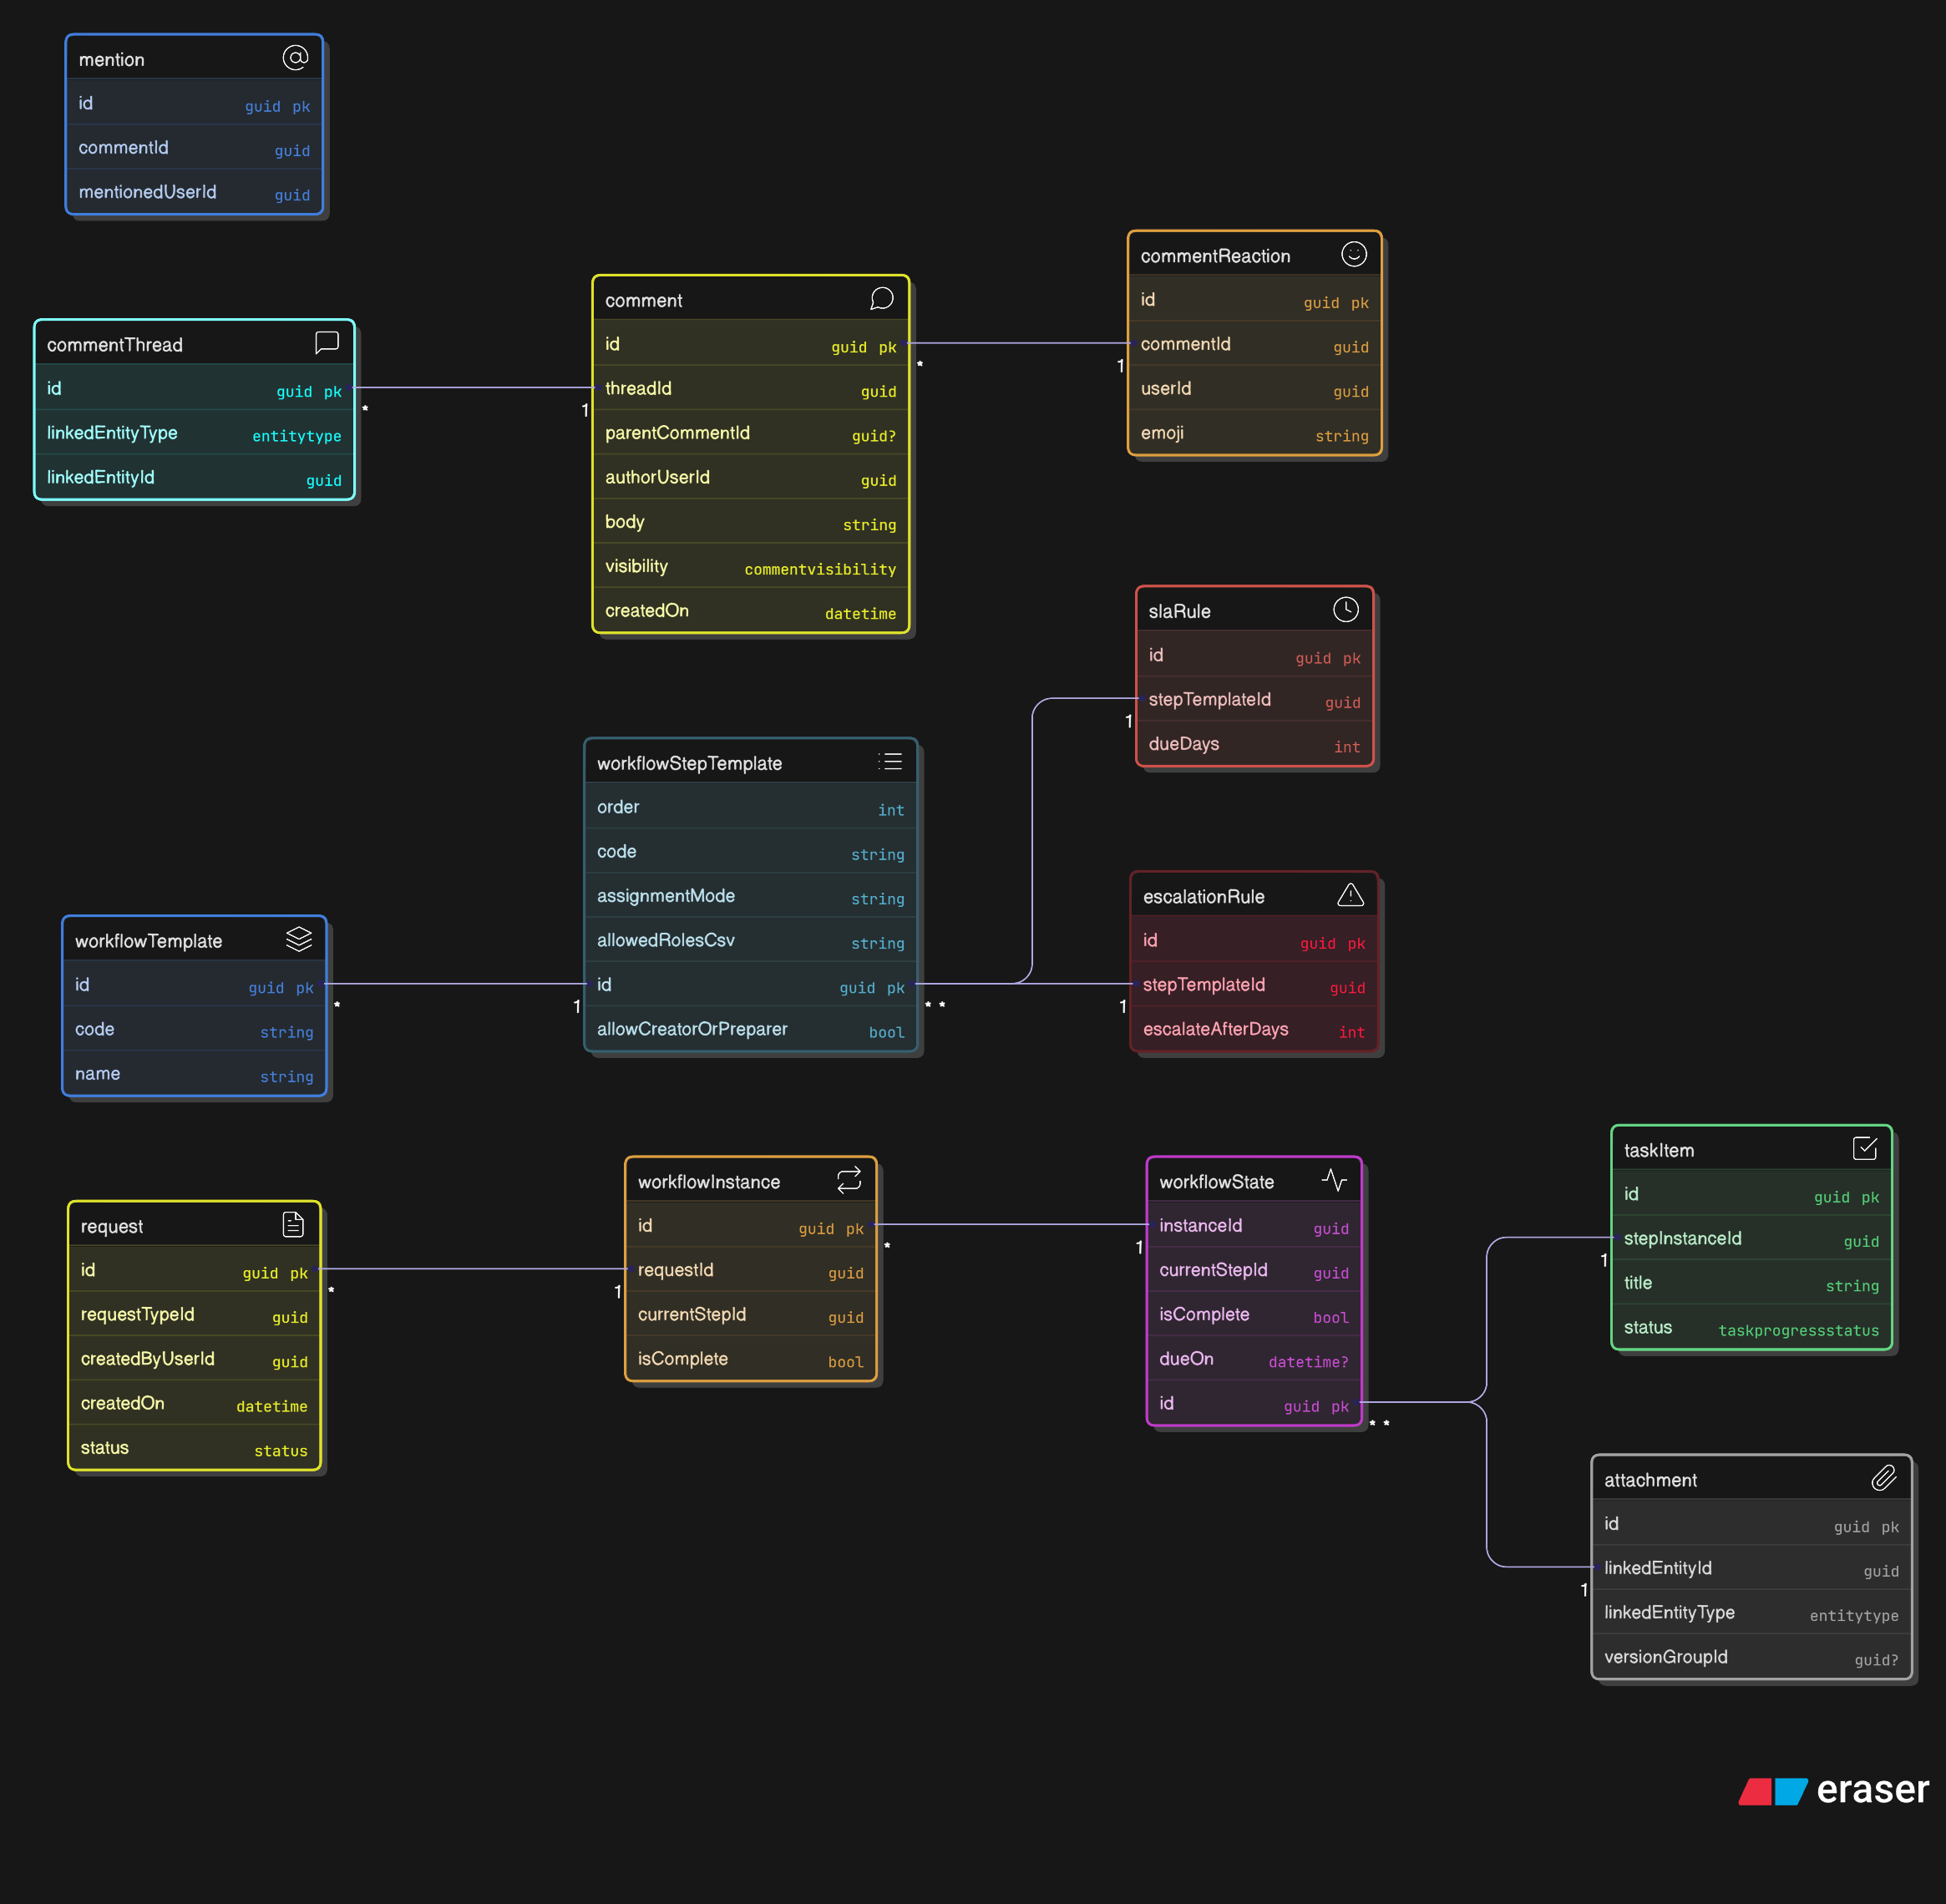 mention
id guid pk
commentId guid
mentionedUserId guid
commentThread
id guid pk
linkedEntityType entitytype
linkedEntityId guid
*
1
comment
id guid pk
threadId guid
parentCommentId guid?
authorUserId guid
body string
visibility commentvisibility
createdOn datetime
*
1
commentReaction
id guid pk
commentId guid
userId guid
emoji string
slaRule
id guid pk
stepTemplateId guid
dueDays int
1
workflowStepTemplate
order int
code string
assignmentMode string
allowedRolesCsv string
id guid pk
allowCreatorOrPreparer bool
* *
1
escalationRule
id guid pk
stepTemplateId guid
escalateAfterDays int
1
workflowTemplate
id guid pk
code string
name string
*
request
id guid pk
requestTypeId guid
createdByUserId guid
createdOn datetime
status status
*
1
workflowInstance
id guid pk
requestId guid
currentStepId guid
isComplete bool
*
1
workflowState
instanceId guid
currentStepId guid
isComplete bool
dueOn datetime?
id guid pk
* *
1
taskItem
id guid pk
stepInstanceId guid
title string
status taskprogressstatus
1
attachment
id guid pk
linkedEntityId guid
linkedEntityType entitytype
versionGroupId guid?
eraser